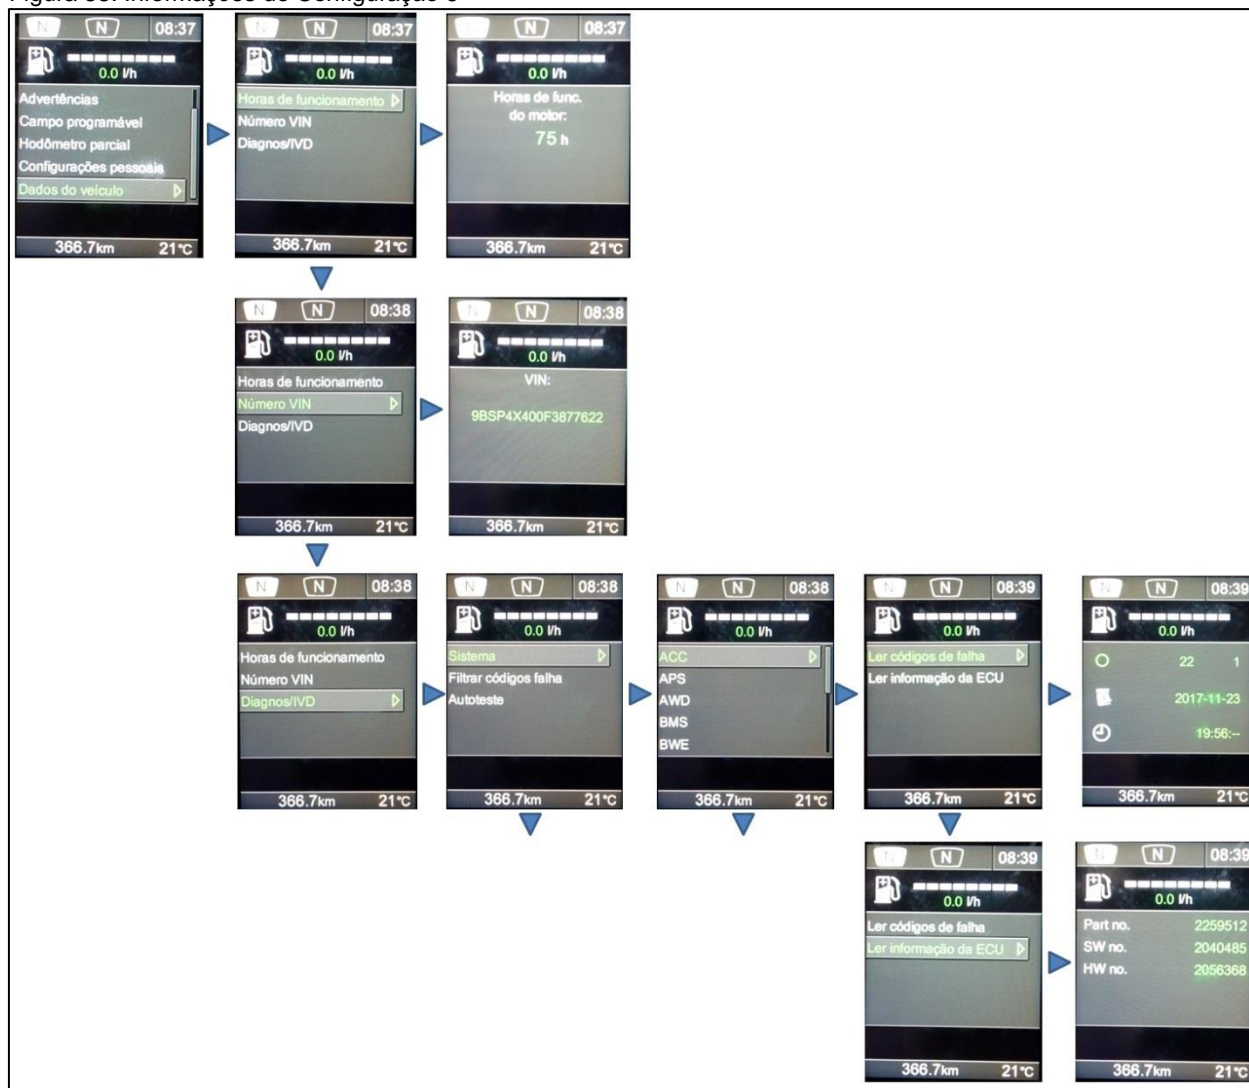 N N 08:37
0.0 l/h
Advertências
Campo programável
Hodômetro parcial
Configurações pessoais
Dados do veículo
366.7km 21°C
N N 08:37
0.0 l/h
Horas de funcionamento
Número VIN
Diagnos/IVD
366.7km 21°C
N N 08:37
0.0 l/h
Horas de func.
do motor:
75 h
366.7km 21°C
N N 08:38
0.0 l/h
Horas de funcionamento
Número VIN
Diagnos/IVD
366.7km 21°C
N N 08:38
0.0 l/h
VIN:
9BSP4X400F3877622
366.7km 21°C
N N 08:38
0.0 l/h
Horas de funcionamento
Número VIN
Diagnos/IVD
366.7km 21°C
N N 08:38
0.0 l/h
Sistema
Filtrar códigos falha
Autoteste
366.7km 21°C
N N 08:38
0.0 l/h
ACC
APS
AWD
BMS
BWE
366.7km 21°C
N N 08:39
0.0 l/h
Ler códigos de falha
Ler informação da ECU
366.7km 21°C
N N 08:39
0.0 l/h
22 1
2017-11-23
19:56:--
366.7km 21°C
N N 08:39
0.0 l/h
Ler códigos de falha
Ler informação da ECU
366.7km 21°C
N N 08:39
0.0 l/h
Part no. 2259512
SW no. 2040485
HW no. 2056368
366.7km 21°C